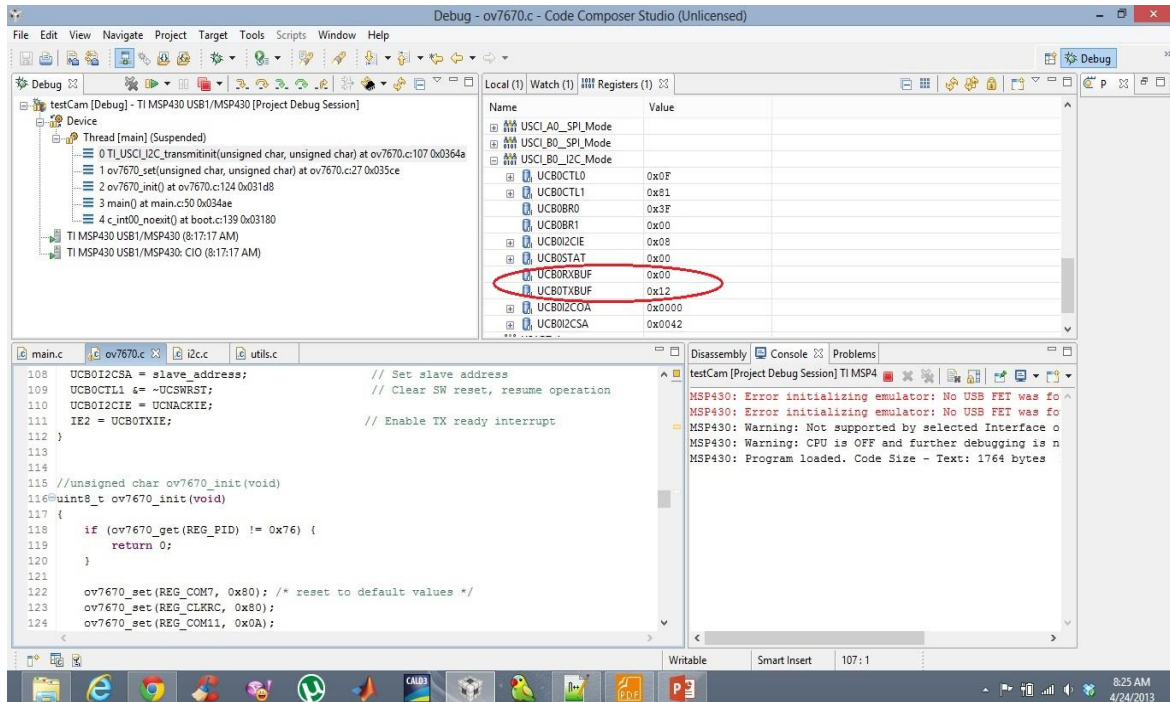 Debug - ov7670.c - Code Composer Studio (Unlicensed)
File Edit View Navigate Project Target Tools Scripts Window Help
Debug
Debug
testCam [Debug] - TI MSP430 USB1/MSP430 [Project Debug Session]
Device
Thread [main] (Suspended)
0 TI_USCI_I2C_transmitinit(unsigned char, unsigned char) at ov7670.c:107 0x0364a
1 ov7670_set(unsigned char, unsigned char) at ov7670.c:27 0x035ce
2 ov7670_init() at ov7670.c:124 0x031d8
3 main() at main.c:50 0x034ae
4 c_int00_noexit() at boot.c:139 0x03180
TI MSP430 USB1/MSP430 (8:17:17 AM)
TI MSP430 USB1/MSP430: CIO (8:17:17 AM)
Local (1) Watch (1) Registers (1)
Name Value
USCI_A0__SPI_Mode
USCI_B0__SPI_Mode
USCI_B0__I2C_Mode
UCB0CTL0 0x0F
UCB0CTL1 0x81
UCB0BR0 0x3F
UCB0BR1 0x00
UCB0I2CIE 0x08
UCB0STAT 0x00
UCB0RXBUF 0x00
UCB0TXBUF 0x12
UCB0I2COA 0x0000
UCB0I2CSA 0x0042
P
main.c ov7670.c i2c.c utils.c
108 UCB0I2CSA = slave_address; // Set slave address
109 UCB0CTL1 &= ~UCSWRST; // Clear SW reset, resume operation
110 UCB0I2CIE = UCNACKIE;
111 IE2 = UCB0TXIE; // Enable TX ready interrupt
112 }
113
114
115 //unsigned char ov7670_init(void)
116 uint8_t ov7670_init(void)
117 {
118 if (ov7670_get(REG_PID) != 0x76) {
119 return 0;
120 }
121
122 ov7670_set(REG_COM7, 0x80); /* reset to default values */
123 ov7670_set(REG_CLKRC, 0x80);
124 ov7670_set(REG_COM11, 0x0A);
Disassembly Console Problems
testCam [Project Debug Session] TI MSP4
MSP430: Error initializing emulator: No USB FET was fo
MSP430: Error initializing emulator: No USB FET was fo
MSP430: Warning: Not supported by selected Interface o
MSP430: Warning: CPU is OFF and further debugging is n
MSP430: Program loaded. Code Size - Text: 1764 bytes
Writable Smart Insert 107 : 1
CALD3
PDF
P
8:25 AM
4/24/2013